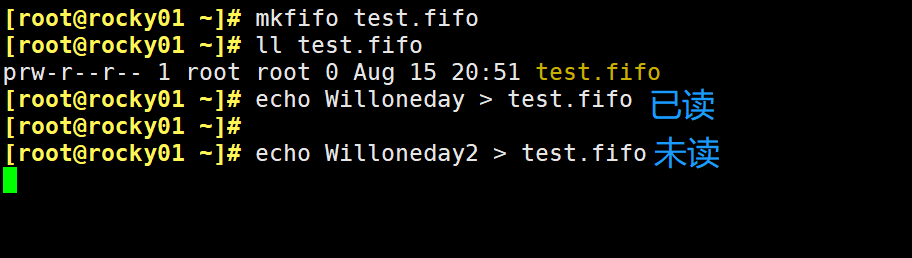 [root@rocky01 ~]# mkfifo test.fifo
[root@rocky01 ~]# ll test.fifo
prw-r--r-- 1 root root 0 Aug 15 20:51 test.fifo
[root@rocky01 ~]# echo Willoneday > test.fifo 已读
[root@rocky01 ~]#
[root@rocky01 ~]# echo Willoneday2 > test.fifo 未读